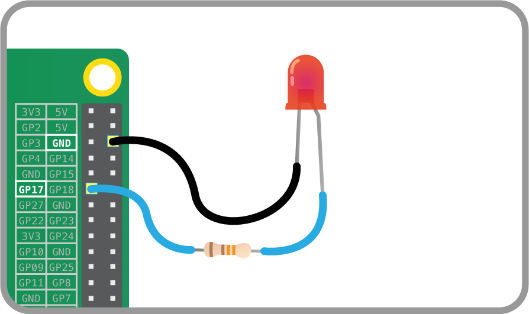 3V3 5V
GP2 5V
GP3 GND
GP4 GP14
GND GP15
GP17 GP18
GP27 GND
GP22 GP23
3V3 GP24
GP10 GND
GP09 GP25
GP11 GP8
GND GP7